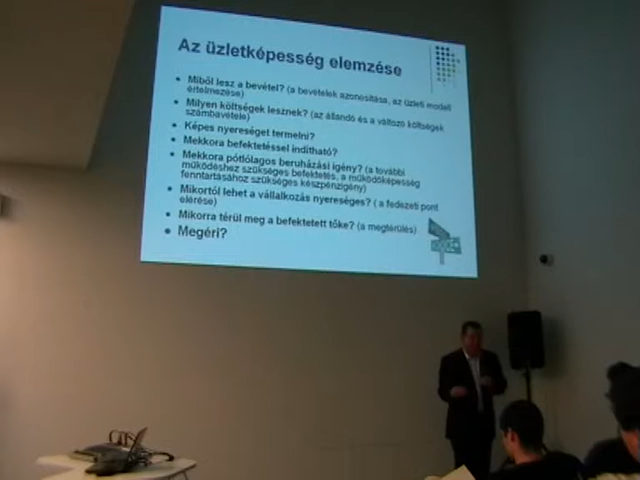 Az üzletképesség elemzése
Miből lesz a bevétel? (a bevételek azonosítása, az üzleti modell
értelmezése)
Milyen költségek lesznek? (az állandó és a változó költségek
számbavétele)
Képes nyereséget termelni?
Mekkora befektetéssel indítható?
Mekkora pótlólagos beruházási igény? (a további
működéshez szükséges befektetés, a működőképesség
fenntartásához szükséges készpénzigény)
Mikortól lehet a vállalkozás nyereséges? ( a fedezeti pont
elérése)
Mikorra térül meg a befektetett tőke? (a megtérülés)
Megéri?